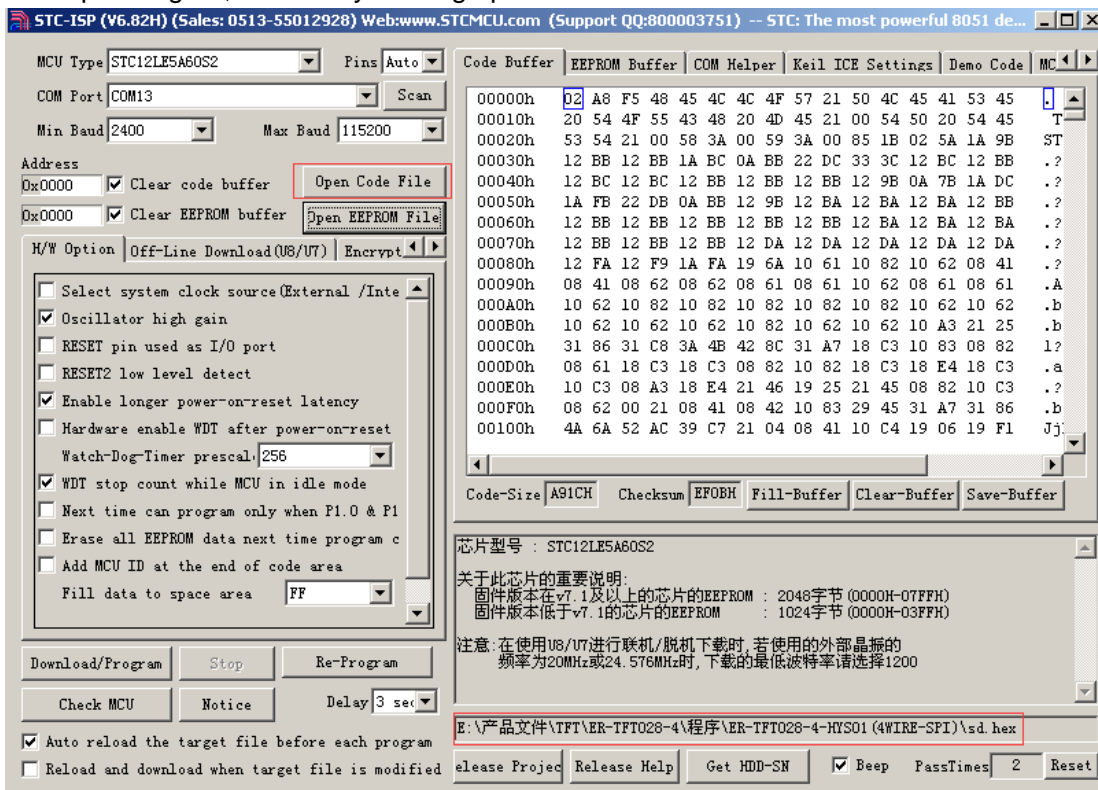 STC-ISP (V6.82H) (Sales: 0513-55012928) Web:www.STCMCU.com (Support QQ:800003751) -- STC: The most powerful 8051 de...
MCU Type STC12LE5A60S2 Pins Auto
COM Port COM13 Scan
Min Baud 2400 Max Baud 115200
Address
0x0000 Clear code buffer Open Code File
0x0000 Clear EEPROM buffer Open EEPROM File
H/W Option Off-Line Download(U8/U7) Encrypt
Select system clock source(External /Inte
Oscillator high gain
RESET pin used as I/O port
RESET2 low level detect
Enable longer power-on-reset latency
Hardware enable WDT after power-on-reset
Watch-Dog-Timer prescal 256
WDT stop count while MCU in idle mode
Next time can program only when P1.0 & P1
Erase all EEPROM data next time program c
Add MCU ID at the end of code area
Fill data to space area FF
Download/Program Stop Re-Program
Check MCU Notice Delay 3 sec
Auto reload the target file before each program
Reload and download when target file is modified
Code Buffer EEPROM Buffer COM Helper Keil ICE Settings Demo Code MC
00000h 02 A8 F5 48 45 4C 4C 4F 57 21 50 4C 45 41 53 45 .
00010h 20 54 4F 55 43 48 20 4D 45 21 00 54 50 20 54 45 T
00020h 53 54 21 00 58 3A 00 59 3A 00 85 1B 02 5A 1A 9B ST
00030h 12 BB 12 BB 1A BC 0A BB 22 DC 33 3C 12 BC 12 BB .?
00040h 12 BC 12 BC 12 BB 12 BB 12 BB 12 9B 0A 7B 1A DC .?
00050h 1A FB 22 DB 0A BB 12 9B 12 BA 12 BA 12 BA 12 BB .?
00060h 12 BB 12 BB 12 BB 12 BB 12 BB 12 BA 12 BA 12 BA .?
00070h 12 BB 12 BB 12 BB 12 DA 12 DA 12 DA 12 DA 12 DA .?
00080h 12 FA 12 F9 1A FA 19 6A 10 61 10 82 10 62 08 41 .?
00090h 08 41 08 62 08 62 08 61 08 61 10 62 08 61 08 61 .A
000A0h 10 62 10 82 10 82 10 82 10 82 10 82 10 62 10 62 .b
000B0h 10 62 10 62 10 62 10 82 10 62 10 62 10 A3 21 25 .b
000C0h 31 86 31 C8 3A 4B 42 8C 31 A7 18 C3 10 83 08 82 1?
000D0h 08 61 18 C3 18 C3 08 82 10 82 18 C3 18 E4 18 C3 .a
000E0h 10 C3 08 A3 18 E4 21 46 19 25 21 45 08 82 10 C3 .?
000F0h 08 62 00 21 08 41 08 42 10 83 29 45 31 A7 31 86 .b
00100h 4A 6A 52 AC 39 C7 21 04 08 41 10 C4 19 06 19 F1 Jj
Code-Size A91CH Checksum EF0BH Fill-Buffer Clear-Buffer Save-Buffer
芯片型号 : STC12LE5A60S2
关于此芯片的重要说明:
固件版本在v7.1及以上的芯片的EEPROM : 2048字节(0000H-07FFH)
固件版本低于v7.1的芯片的EEPROM : 1024字节(0000H-03FFH)
注意:在使用U8/U7进行联机/脱机下载时,若使用的外部晶振的
频率为20MHz或24.576MHz时,下载的最低波特率请选择1200
E:\产品文件\TFT\ER-TFT028-4\程序\ER-TFT028-4-HYS01(4WIRE-SPI)\sd.hex
elease Projec Release Help Get HDD-SN Beep PassTimes 2 Reset